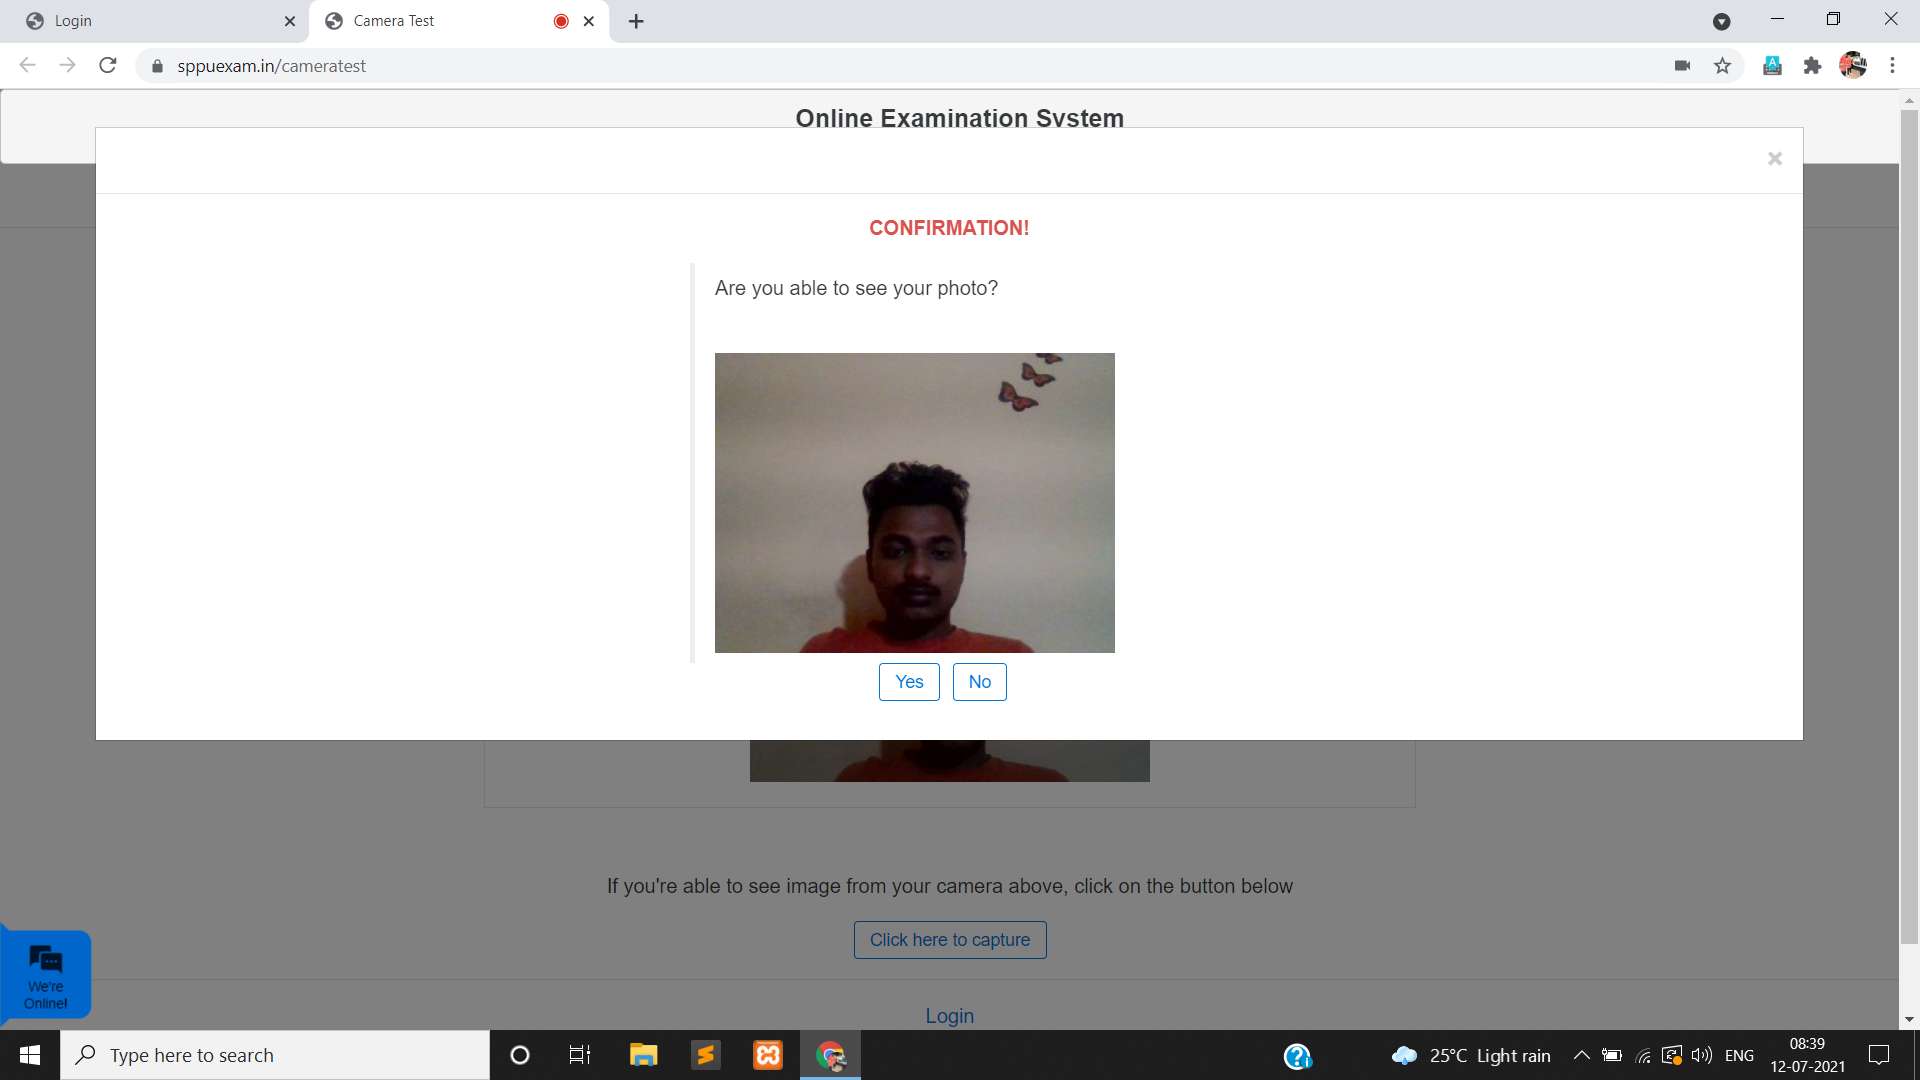 Login
Camera Test
sppuexam.in/cameratest
Online Examination System
CONFIRMATION!
Are you able to see your photo?
Yes
No
If you're able to see image from your camera above, click on the button below
Click here to capture
We're
Online!
Login
Type here to search
25°C Light rain
ENG
08:39
12-07-2021